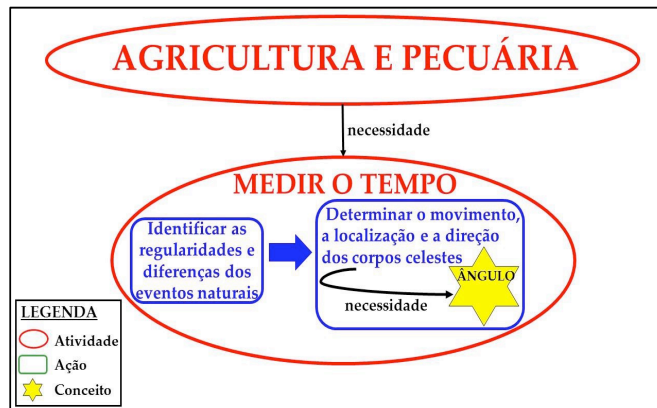 AGRICULTURA E PECUÁRIA
necessidade
MEDIR O TEMPO
Identificar as
regularidades e
diferenças dos
eventos naturais
Determinar o movimento,
a localização e a direção
dos corpos celestes
ÂNGULO
necessidade
LEGENDA
Atividade
Ação
Conceito